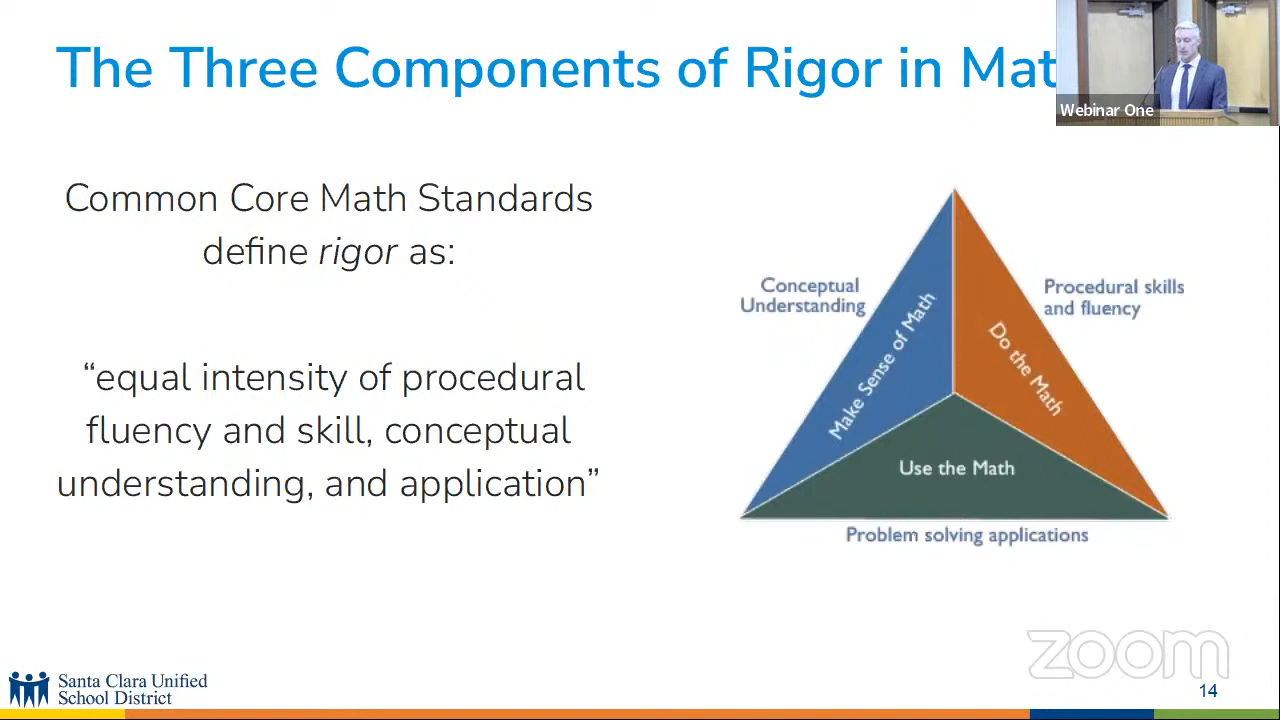 The Three Components of Rigor in Mat
Webinar One
Common Core Math Standards
define rigor as:
“equal intensity of procedural
fluency and skill, conceptual
understanding, and application”
Conceptual
Understanding
Make Sense of Math
Procedural skills
and fluency
Do the Math
Use the Math
Problem solving applications
zoom
Santa Clara Unified
School District
14